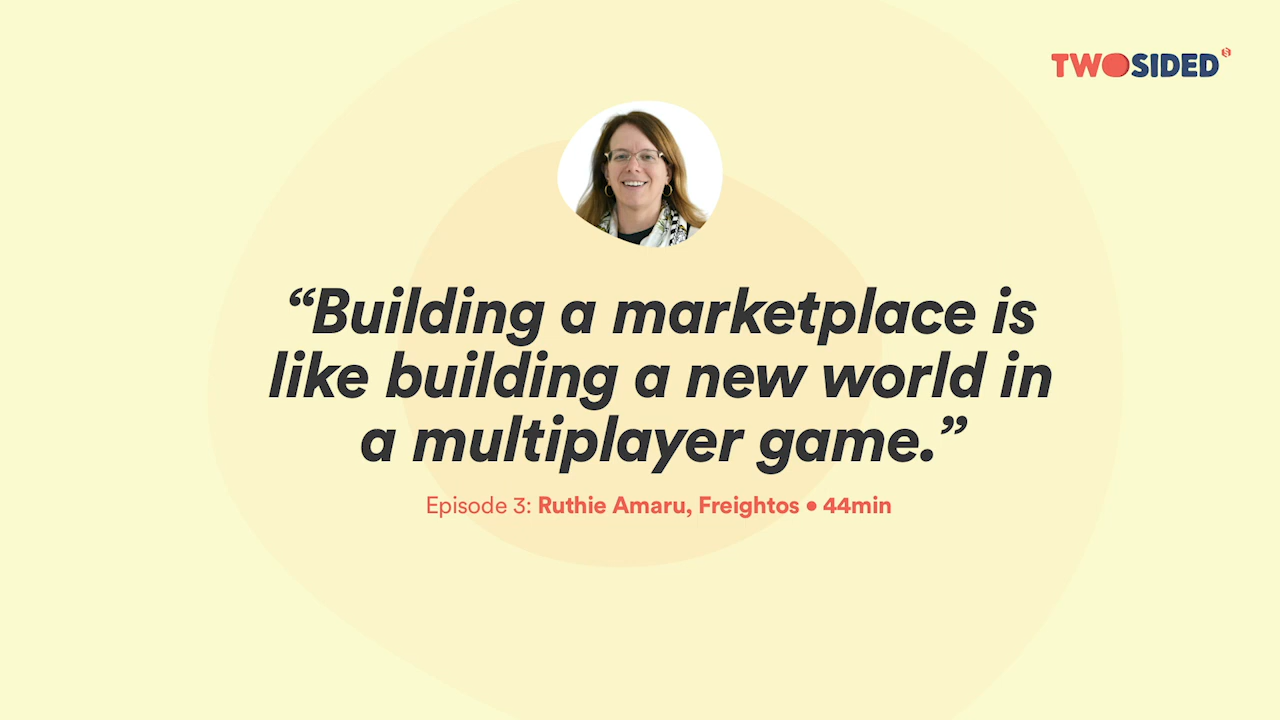 TWOSIDED
“Building a marketplace is
like building a new world in
a multiplayer game.”
Episode 3: Ruthie Amaru, Freightos • 44min